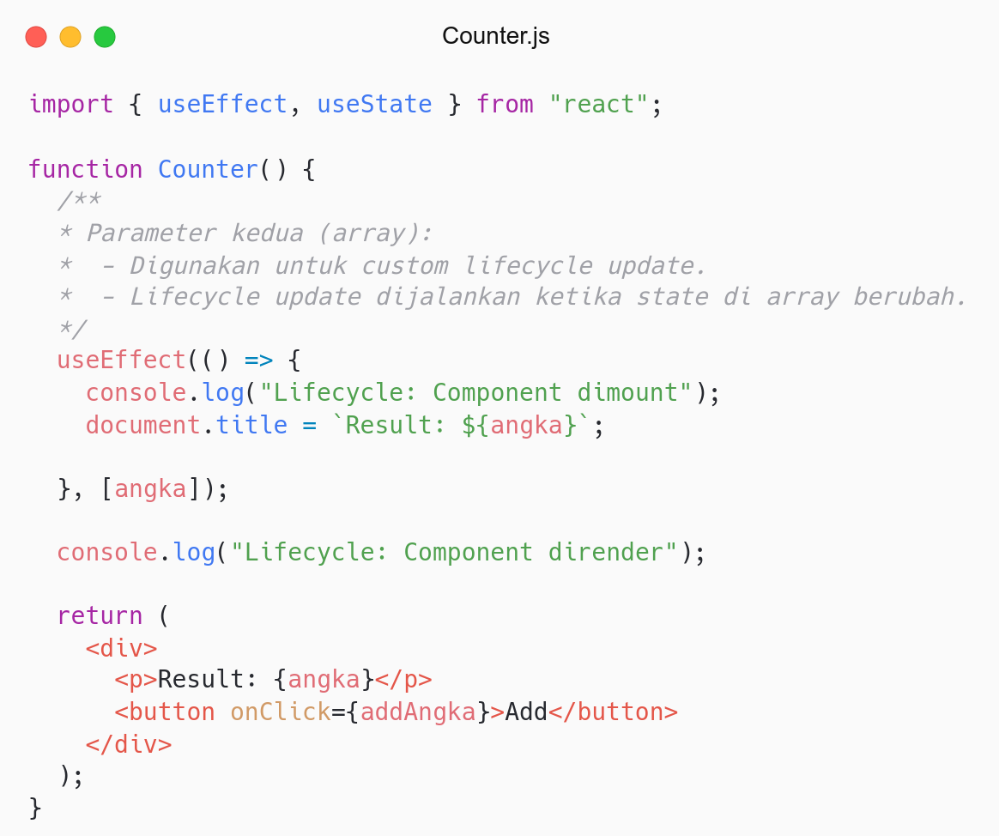 Counter.js
import { useEffect, useState } from "react";
function Counter() {
  /**
  * Parameter kedua (array):
  *  - Digunakan untuk custom lifecycle update.
  *  - Lifecycle update dijalankan ketika state di array berubah.
  */
  useEffect(() => {
    console.log("Lifecycle: Component dimount");
    document.title = `Result: ${angka}`;
  }, [angka]);
  console.log("Lifecycle: Component dirender");
  return (
    <div>
      <p>Result: {angka}</p>
      <button onClick={addAngka}>Add</button>
    </div>
  );
}